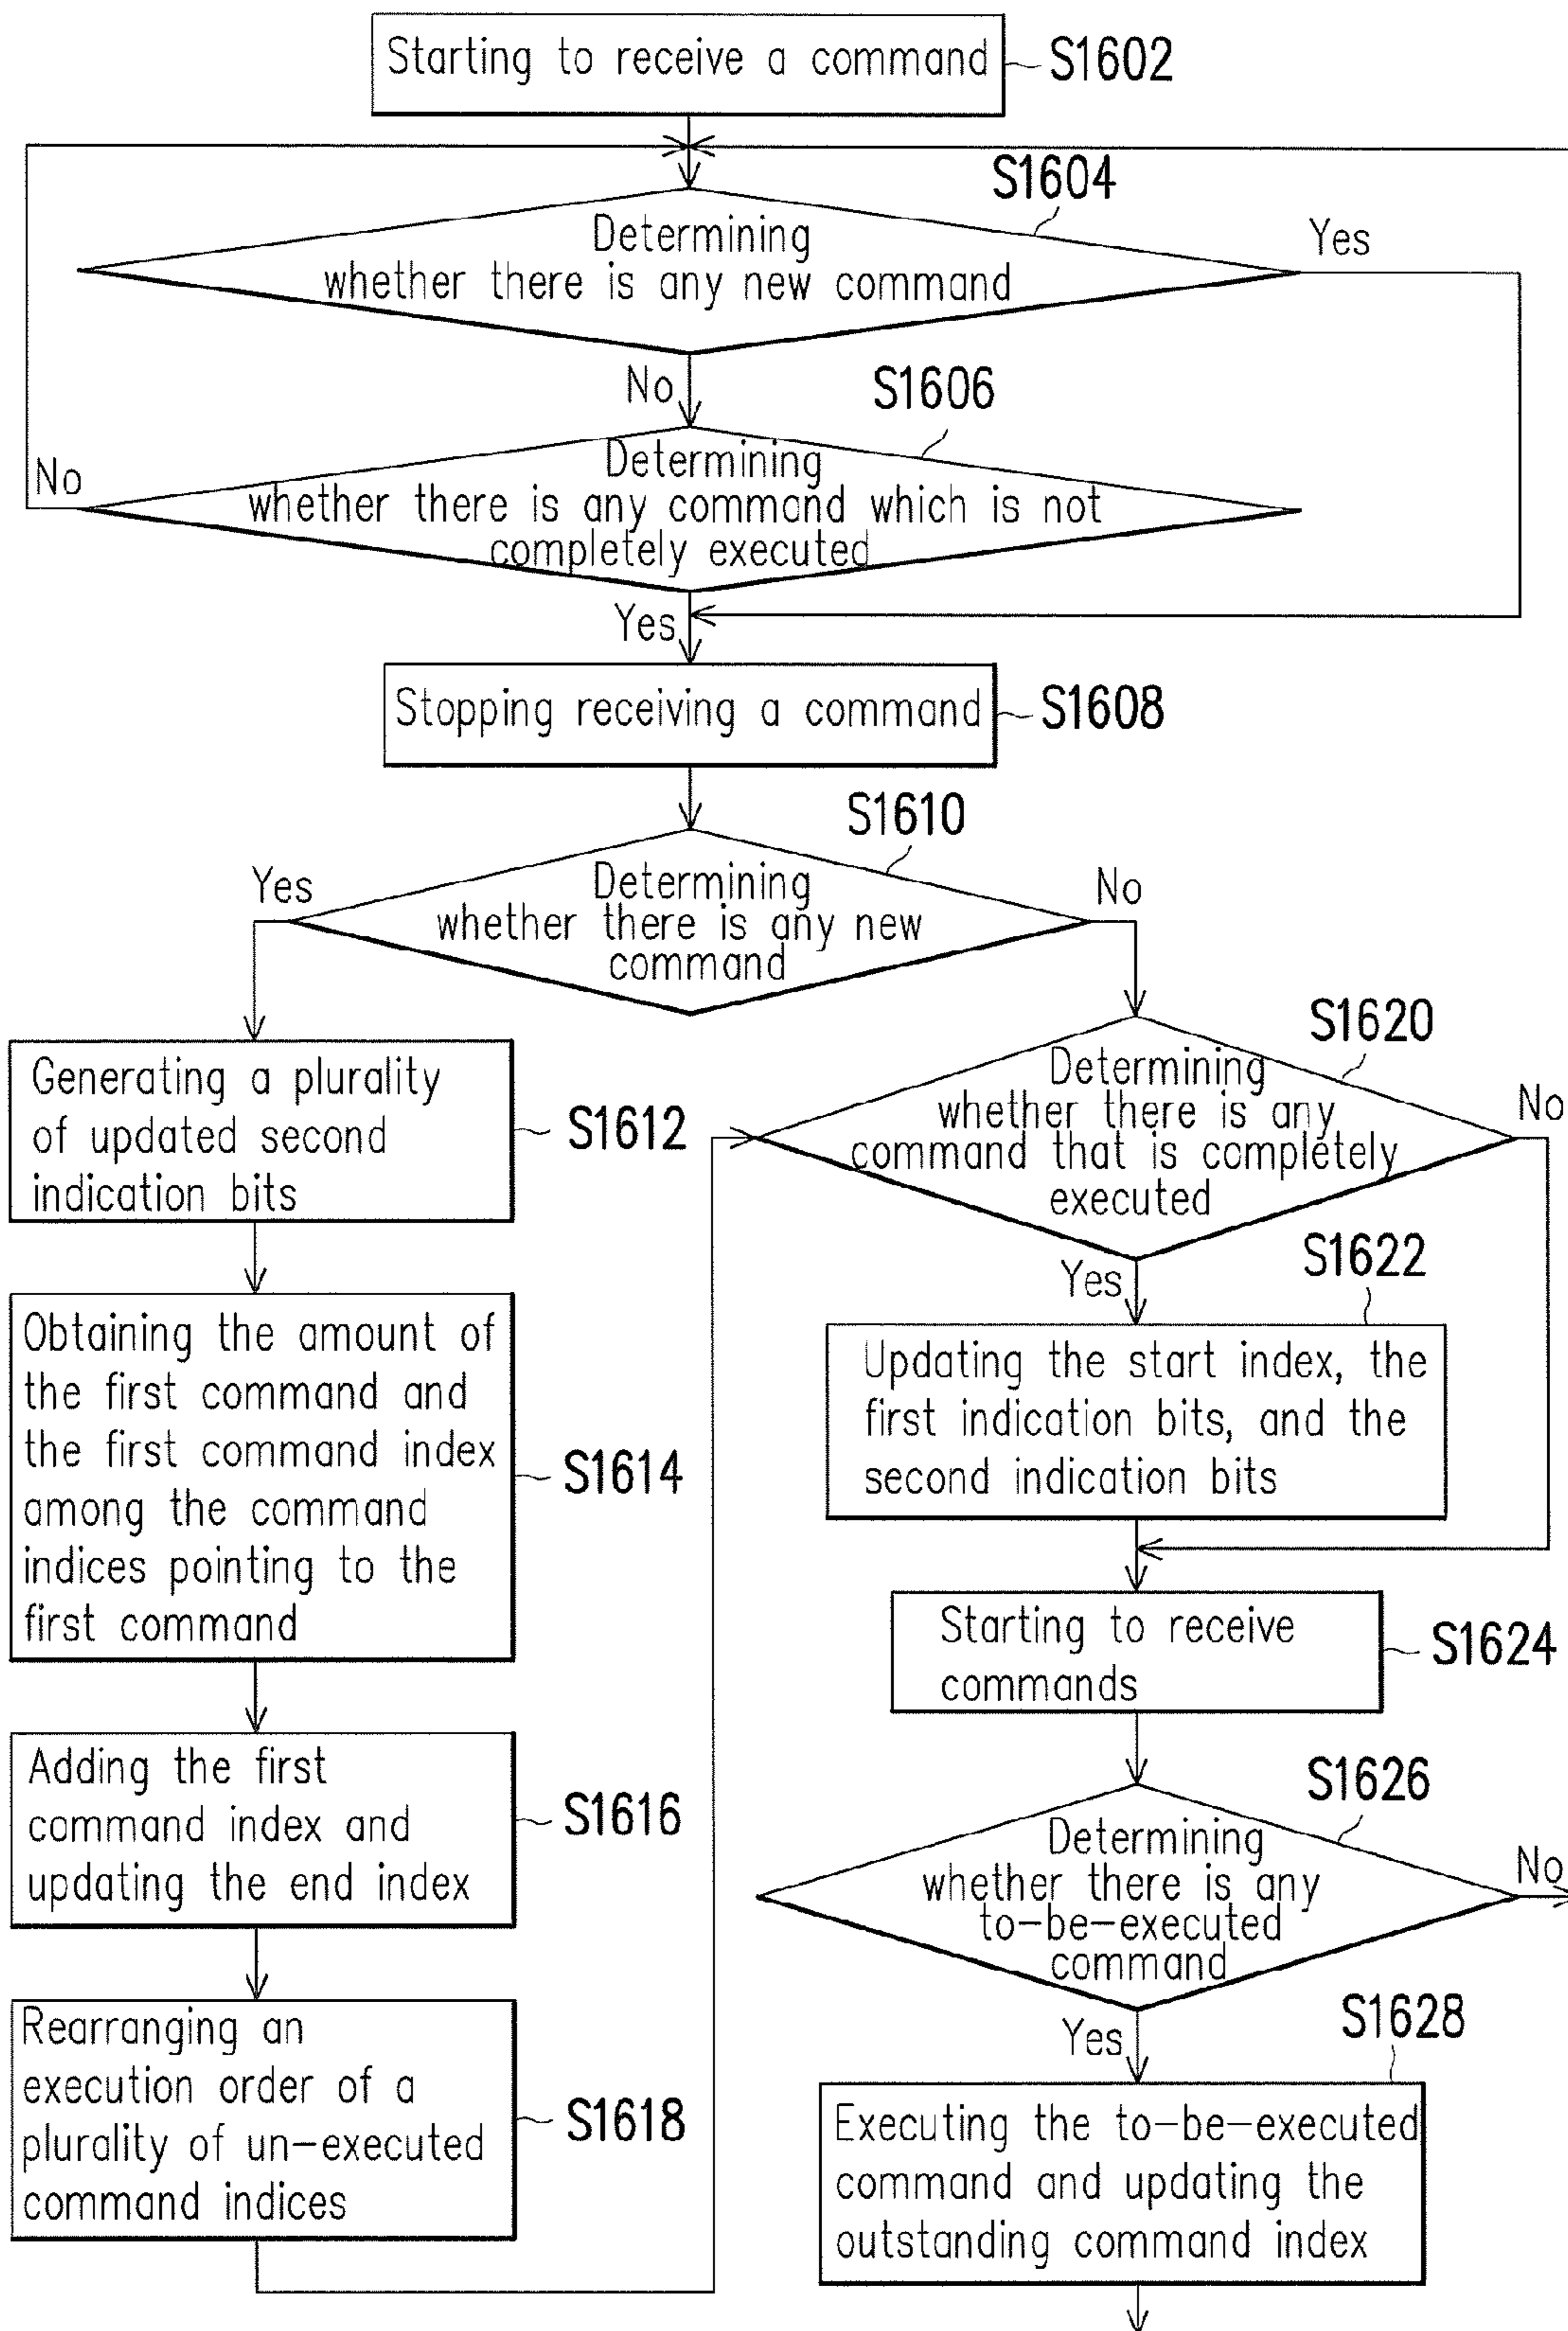 Starting to receive a command
S1602
S1604
Determining
whether there is any new command
Yes
No
S1606
Determining
whether there is any command which is not
completely executed
No
Yes
Stopping receiving a command
S1608
S1610
Determining
whether there is any new
command
Yes
No
Generating a plurality
of updated second
indication bits
S1612
Obtaining the amount of
the first command and
the first command index
among the command
indices pointing to the
first command
S1614
Adding the first
command index and
updating the end index
S1616
Rearranging an
execution order of a
plurality of un-executed
command indices
S1618
S1620
Determining
whether there is any
command that is completely
executed
No
Yes
S1622
Updating the start index, the
first indication bits, and the
second indication bits
Starting to receive
commands
S1624
S1626
Determining
whether there is any
to-be-executed
command
No
Yes
S1628
Executing the to-be-executed
command and updating the
outstanding command index